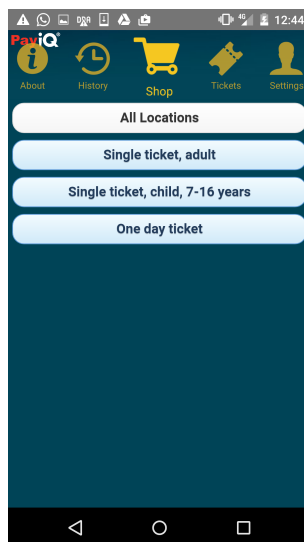 12:44
PayiQ®
About
History
Shop
Tickets
Settings
All Locations
Single ticket, adult
Single ticket, child, 7-16 years
One day ticket